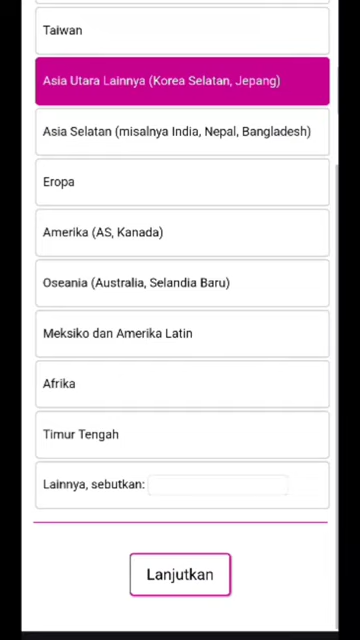 Taiwan
Asia Utara Lainnya (Korea Selatan, Jepang)
Asia Selatan (misalnya India, Nepal, Bangladesh)
Eropa
Amerika (AS, Kanada)
Oseania (Australia, Selandia Baru)
Meksiko dan Amerika Latin
Afrika
Timur Tengah
Lainnya, sebutkan:
Lanjutkan